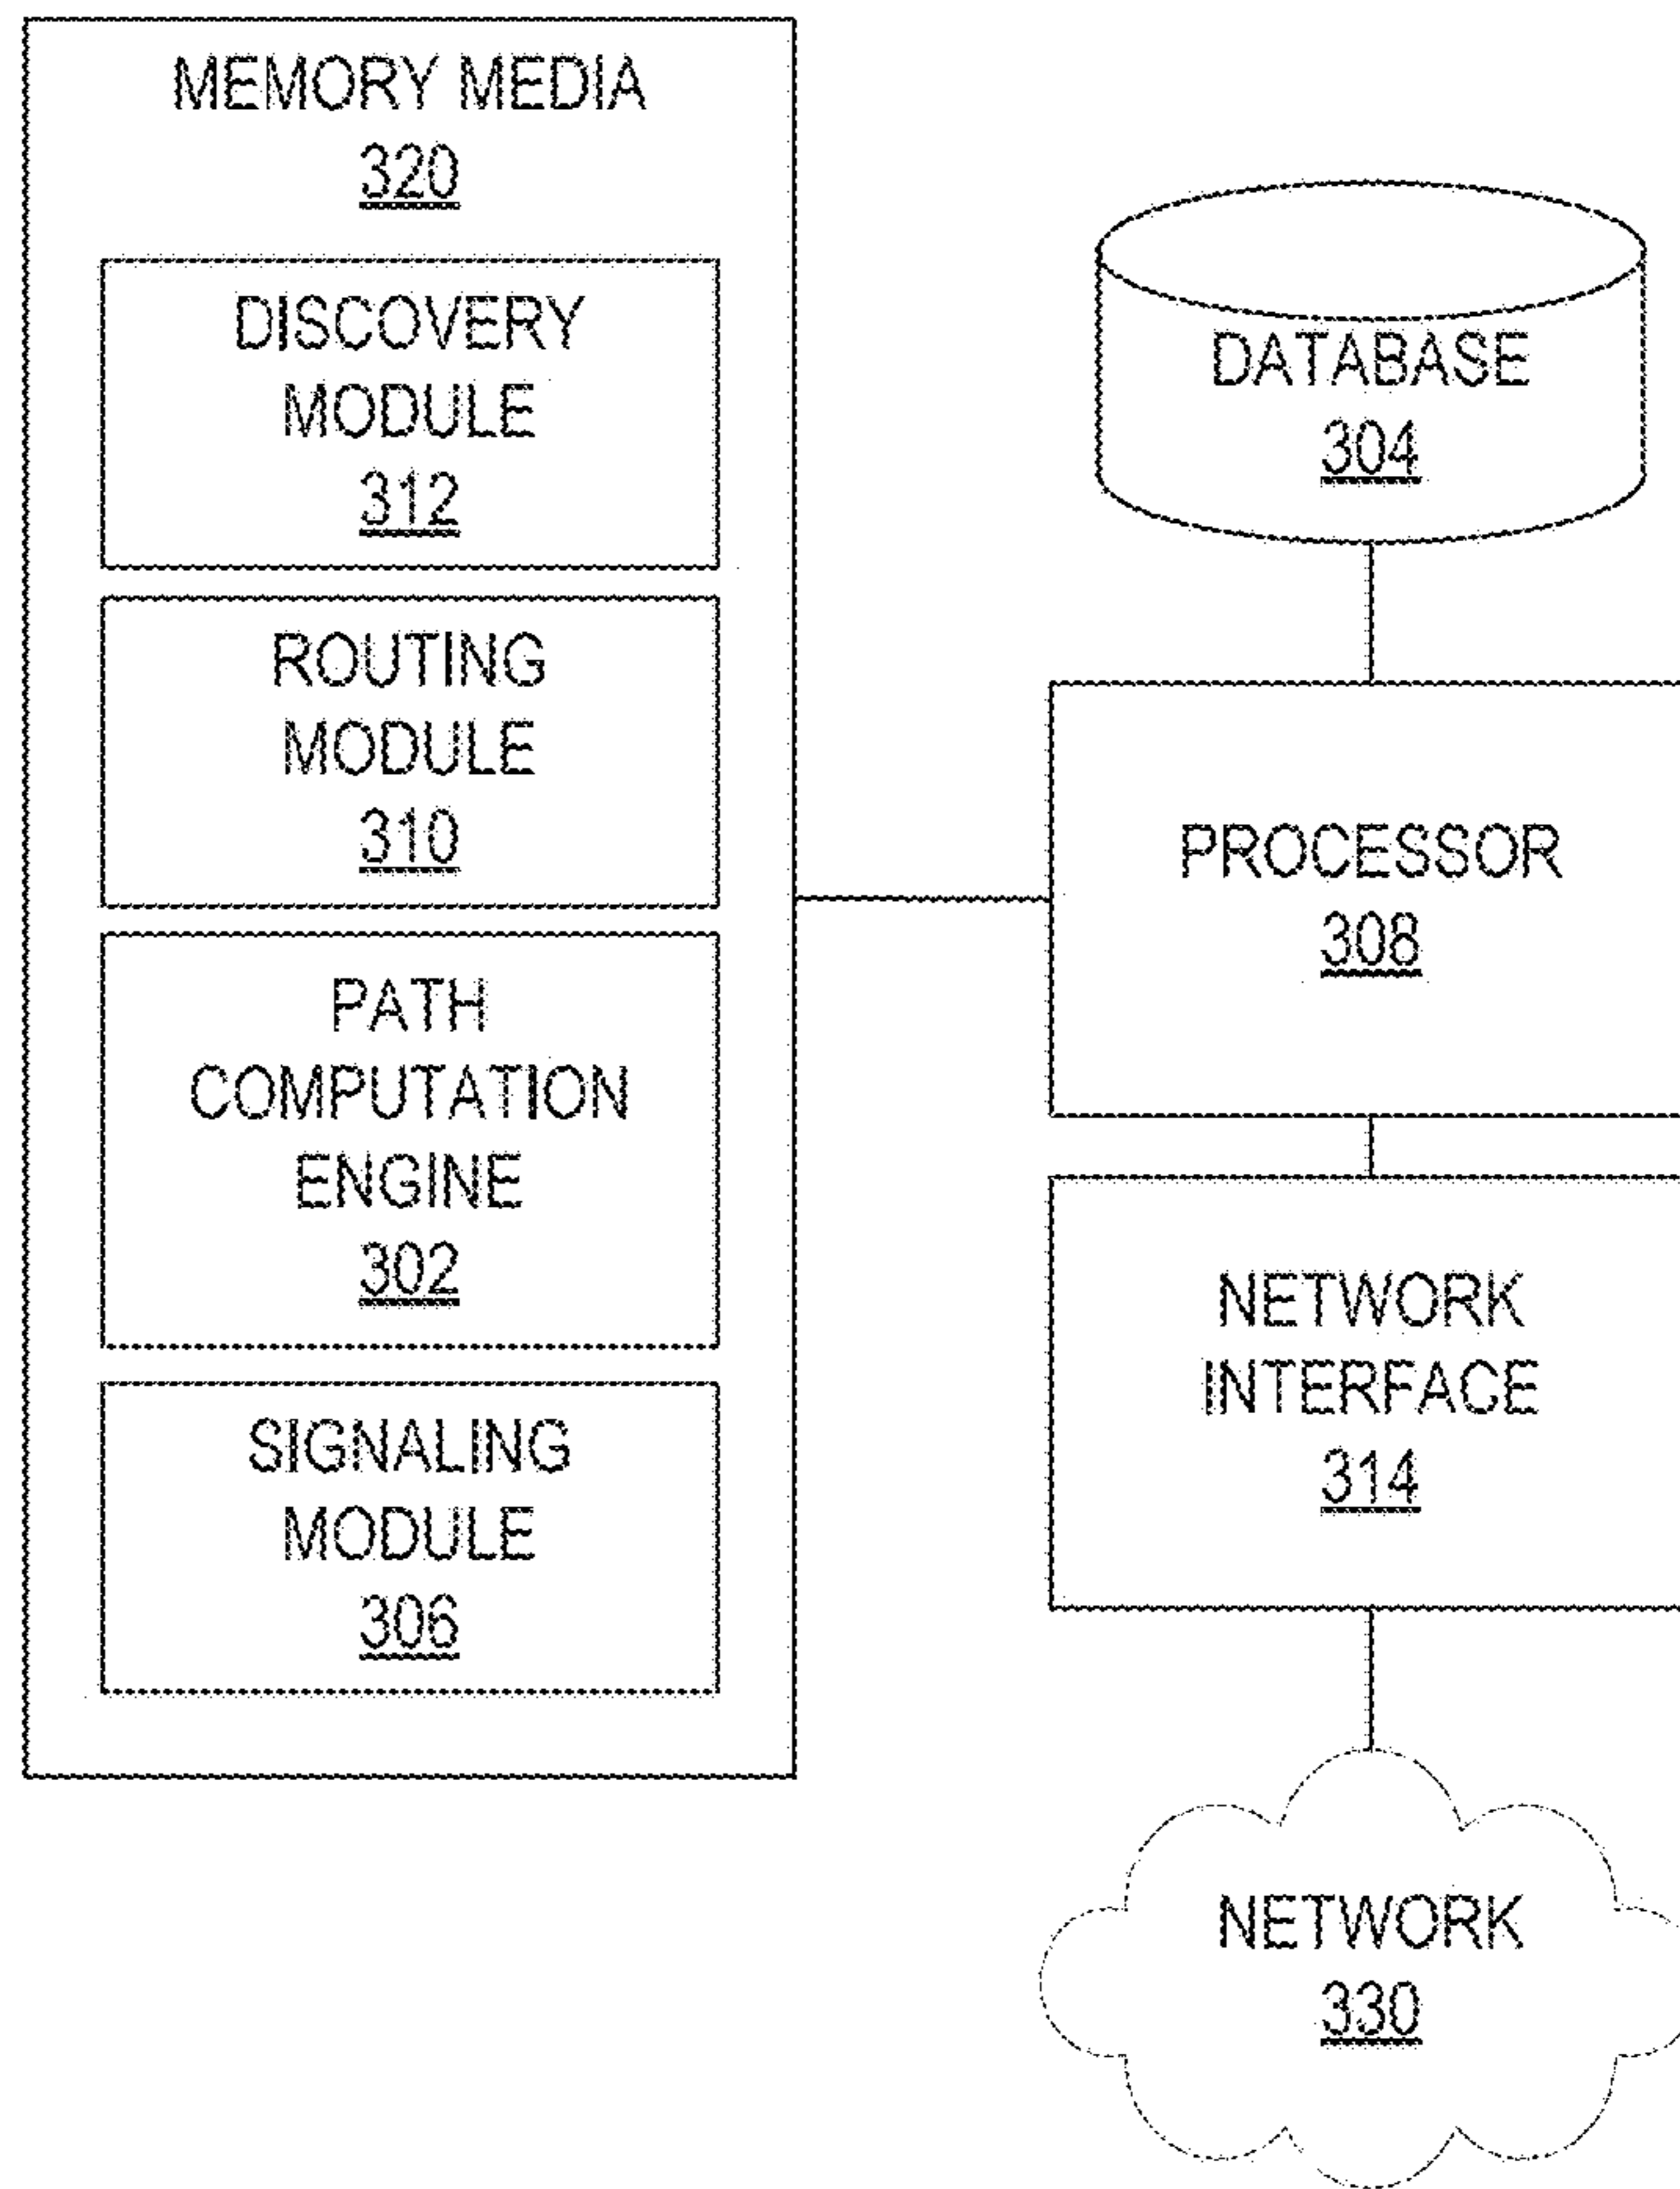 MEMORY MEDIA
320
DISCOVERY
MODULE
312
ROUTING
MODULE
310
PATH
COMPUTATION
ENGINE
302
SIGNALING
MODULE
306
DATABASE
304
PROCESSOR
308
NETWORK
INTERFACE
314
NETWORK
330